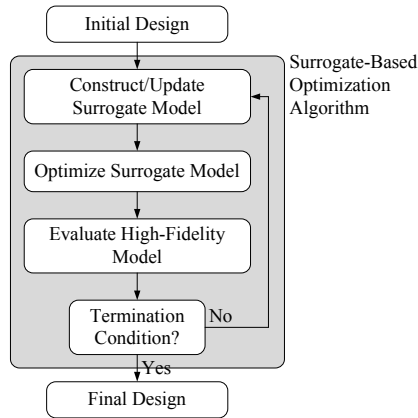 Initial Design
Surrogate-Based
Optimization
Algorithm
Construct/Update
Surrogate Model
Optimize Surrogate Model
Evaluate High-Fidelity
Model
Termination
Condition?
No
Yes
Final Design